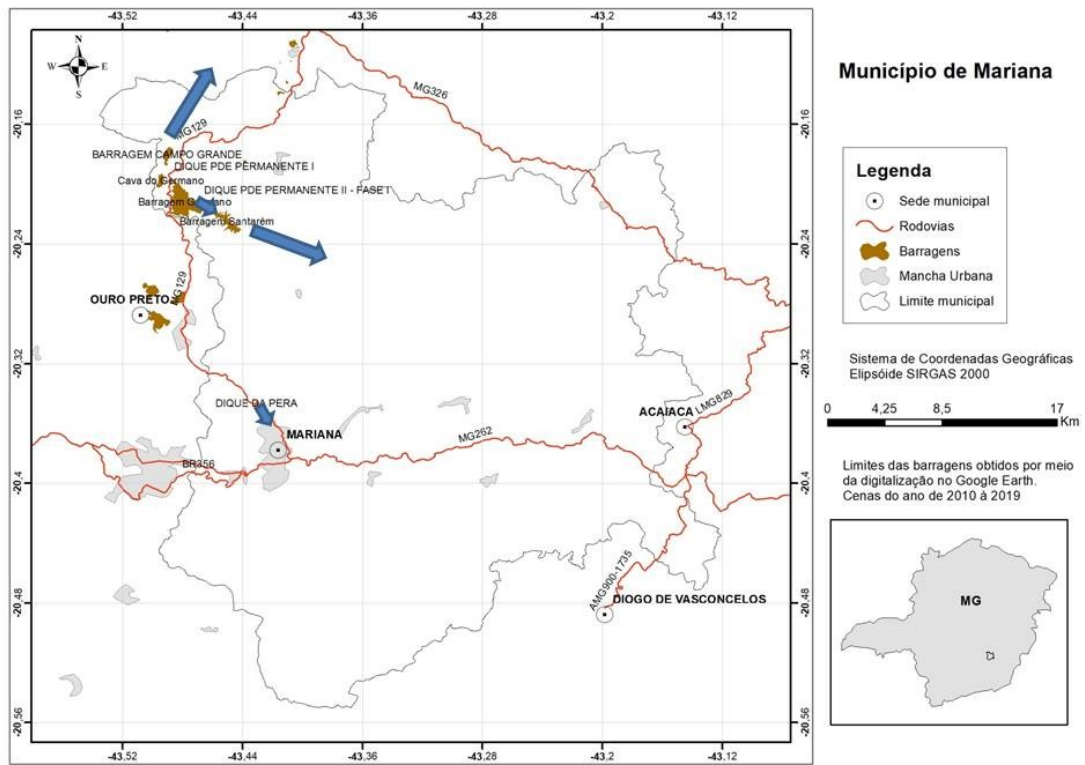 -43,52 -43,44 -43,36 -43,28 -43,2 -43,12
N
W E
S
-20,16
-20,16
MG326
MG129
BARRAGEM CAMPO GRANDE
DIQUE PDE PERMANENTE I
Cava do Germano
DIQUE PDE PERMANENTE II - FASE I
Barragem Santarém
-20,24
-20,24
MG129
OURO PRETO
-20,32
-20,32
DIQUE DA PERA
MARIANA
ACAIACA
LMG829
MG262
BR356
-20,4
-20,4
AMG900-1735
DIOGO DE VASCONCELOS
-20,48
-20,48
-20,56
-20,56
-43,52 -43,44 -43,36 -43,28 -43,2 -43,12
Município de Mariana
Legenda
Sede municipal
Rodovias
Barragens
Mancha Urbana
Limite municipal
Sistema de Coordenadas Geográficas
Elipsóide SIRGAS 2000
0 4,25 8,5 17
Km
Limites das barragens obtidos por meio
da digitalização no Google Earth.
Cenas do ano de 2010 à 2019
MG